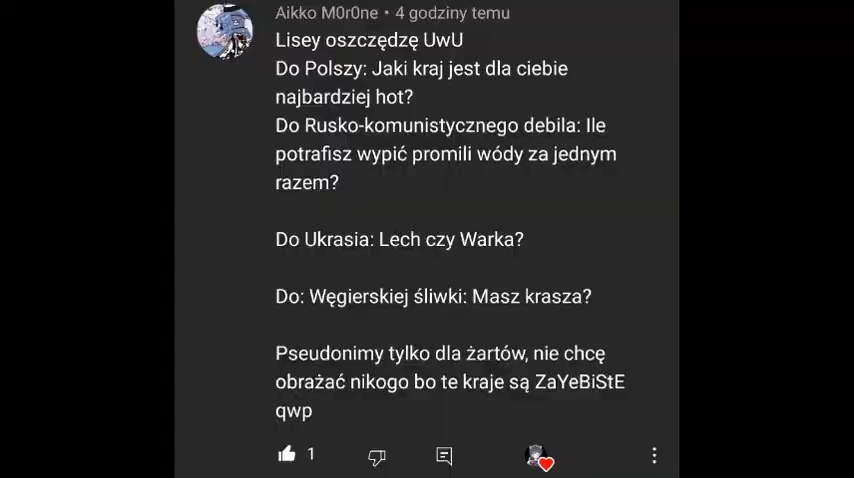 Aikko M0r0ne • 4 godziny temu
Lisey oszczędzę UwU
Do Polszy: Jaki kraj jest dla ciebie
najbardziej hot?
Do Rusko-komunistycznego debila: Ile
potrafisz wypić promili wódy za jednym
razem?
Do Ukrasia: Lech czy Warka?
Do: Węgierskiej śliwki: Masz krasza?
Pseudonimy tylko dla żartów, nie chcę
obrażać nikogo bo te kraje są ZaYeBiStE
qwp
1